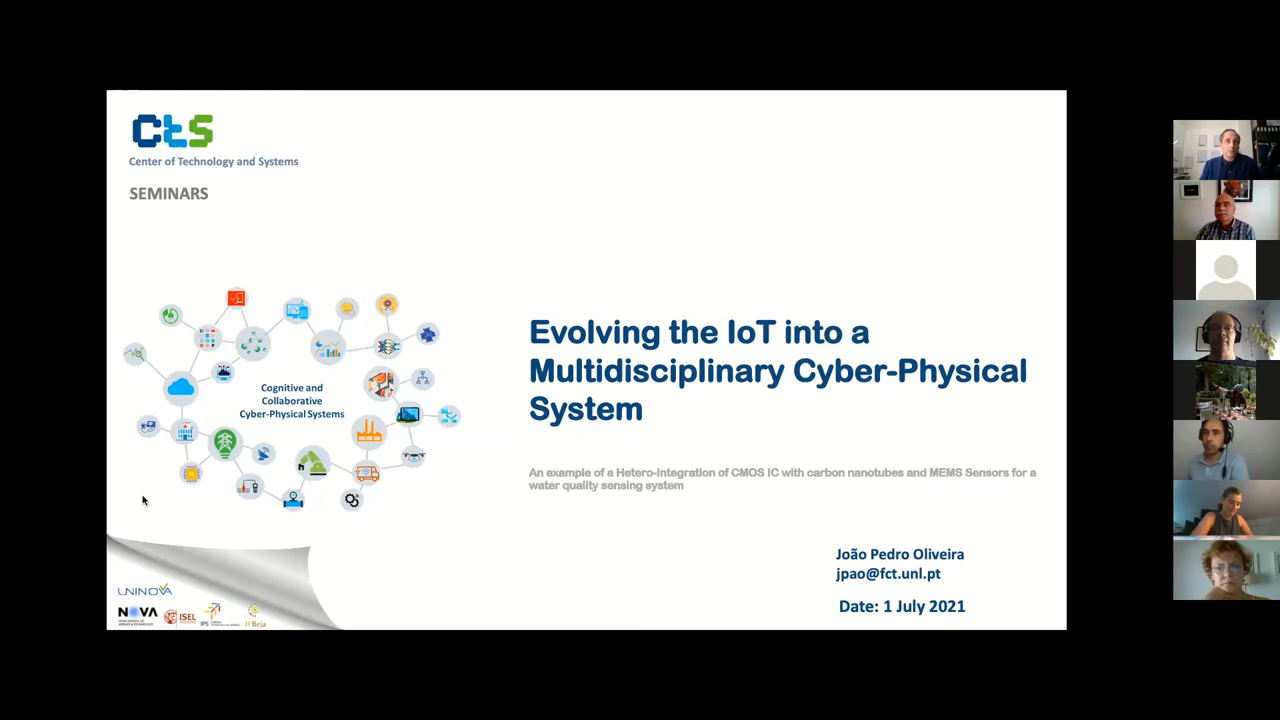 CtS
Center of Technology and Systems
SEMINARS
Cognitive and
Collaborative
Cyber-Physical Systems
Evolving the IoT into a
Multidisciplinary Cyber-Physical
System
An example of a Hetero-Integration of CMOS IC with carbon nanotubes and MEMS Sensors for a
water quality sensing system
João Pedro Oliveira
jpao@fct.unl.pt
Date: 1 July 2021
UNINOVA
NOVA
ISEL
IPS
IPBeja